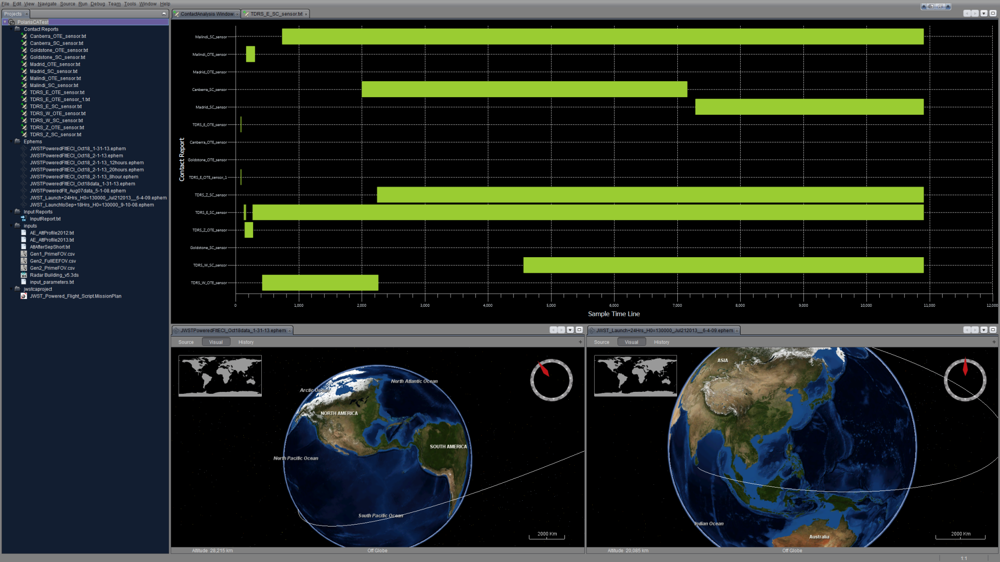 File Edit View Navigate Source Run Debug Team Tools Window Help
Projects
PolarisCATest
Contact Reports
Canberra_OTE_sensor.txt
Canberra_SC_sensor.txt
Goldstone_OTE_sensor.txt
Goldstone_SC_sensor.txt
Madrid_OTE_sensor.txt
Madrid_SC_sensor.txt
Malindi_OTE_sensor.txt
Malindi_SC_sensor.txt
TDRS_E_OTE_sensor.txt
TDRS_E_OTE_sensor_1.txt
TDRS_E_SC_sensor.txt
TDRS_W_OTE_sensor.txt
TDRS_W_SC_sensor.txt
TDRS_Z_OTE_sensor.txt
TDRS_Z_SC_sensor.txt
Ephems
JWSTPoweredFltECI_Oct18_1-31-13.ephem
JWSTPoweredFltECI_Oct18_2-1-13.ephem
JWSTPoweredFltECI_Oct18_2-1-13_12hours.ephem
JWSTPoweredFltECI_Oct18_2-1-13_20hours.ephem
JWSTPoweredFltECI_Oct18_2-1-13_8hour.ephem
JWSTPoweredFltECI_Oct18data_1-31-13.ephem
JWSTPoweredFlt_Aug07data_5-1-08.ephem
JWST_Launch+24Hrs_H0=130000_Jul212013__6-4-09.ephem
JWST_LaunchtoSep+18Hrs_H0=130000_9-10-08.ephem
Input Reports
InputReport.txt
inputs
AE_AttProfile2012.txt
AE_AttProfile2013.txt
AttAfterSepShort.txt
Gen1_PrimeFOV.csv
Gen2_FullEEFOV.csv
Gen2_PrimeFOV.csv
Radar Building_v5.3ds
input_parameters.txt
jwstcaproject
JWST_Powered_Flight_Script.MissionPlan
ContactAnalysis Window TDRS_E_SC_sensor.txt
Contact Report
Malindi_SC_sensor
Malindi_OTE_sensor
Madrid_OTE_sensor
Canberra_SC_sensor
Madrid_SC_sensor
TDRS_E_OTE_sensor
Canberra_OTE_sensor
Goldstone_OTE_sensor
TDRS_E_OTE_sensor_1
TDRS_Z_SC_sensor
TDRS_E_SC_sensor
TDRS_Z_OTE_sensor
Goldstone_SC_sensor
TDRS_W_SC_sensor
TDRS_W_OTE_sensor
0 1,000 2,000 3,000 4,000 5,000 6,000 7,000 8,000 9,000 10,000 11,000 12,000
Sample Time Line
JWSTPoweredFltECI_Oct18data_1-31-13.ephem
Source Visual History
Arctic Ocean
North Atlantic Ocean
NORTH AMERICA
SOUTH AMERICA
North Pacific Ocean
South Pacific Ocean
2000 Km
Altitude 28,215 km Off Globe
JWST_Launch+24Hrs_H0=130000_Jul212013__6-4-09.ephem
Source Visual History
ASIA
Indian Ocean
Australia
2000 Km
Altitude 20,085 km Off Globe
1:1